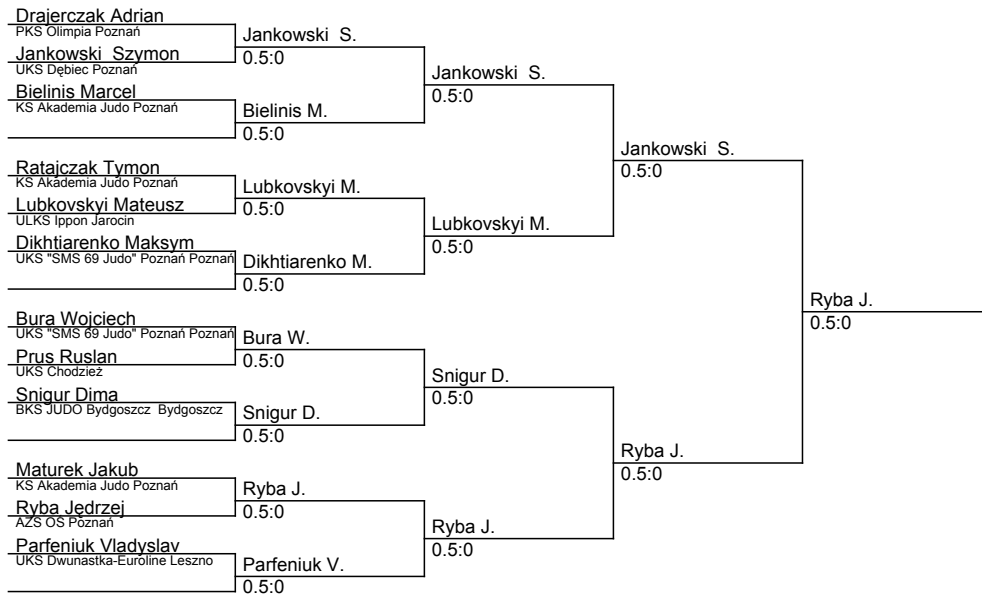 Drajerczak Adrian
PKS Olimpia Poznań
Jankowski  Szymon
UKS Dębiec Poznań
Bielinis Marcel
KS Akademia Judo Poznań
Ratajczak Tymon
KS Akademia Judo Poznań
Lubkovskyi Mateusz
ULKS Ippon Jarocin
Dikhtiarenko Maksym
UKS "SMS 69 Judo" Poznań Poznań
Bura Wojciech
UKS "SMS 69 Judo" Poznań Poznań
Prus Ruslan
UKS Chodzież
Snigur Dima
BKS JUDO Bydgoszcz  Bydgoszcz
Maturek Jakub
KS Akademia Judo Poznań
Ryba Jędrzej
AZS OŚ Poznań
Parfeniuk Vladyslav
UKS Dwunastka-Euroline Leszno
Jankowski  S.
0.5:0
Bielinis M.
0.5:0
Lubkovskyi M.
0.5:0
Dikhtiarenko M.
0.5:0
Bura W.
0.5:0
Snigur D.
0.5:0
Ryba J.
0.5:0
Parfeniuk V.
0.5:0
Jankowski  S.
0.5:0
Lubkovskyi M.
0.5:0
Snigur D.
0.5:0
Ryba J.
0.5:0
Jankowski  S.
0.5:0
Ryba J.
0.5:0
Ryba J.
0.5:0